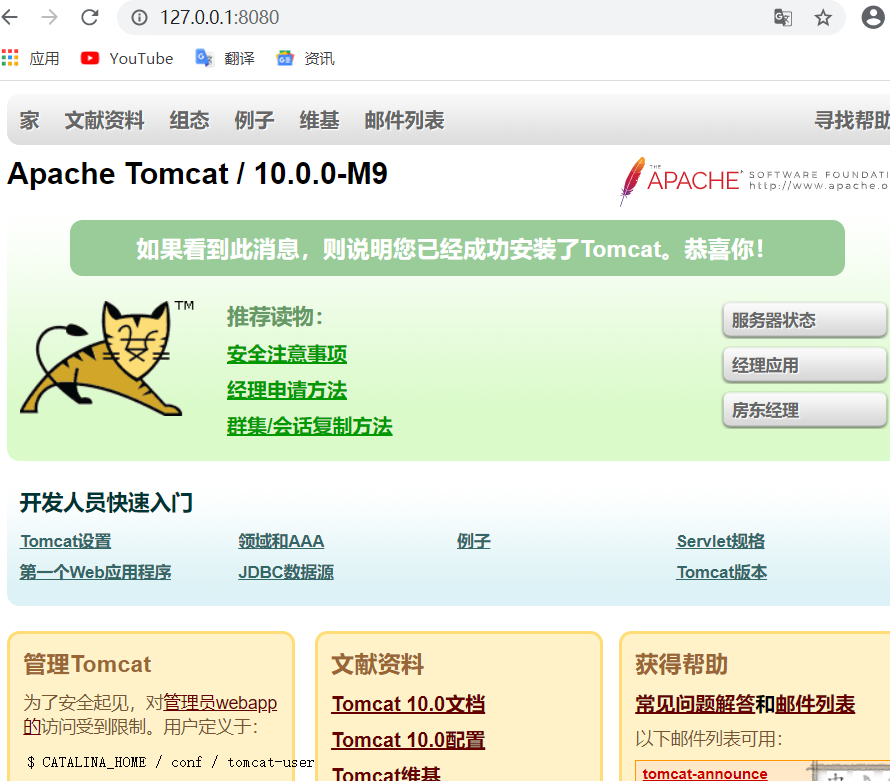 127.0.0.1:8080
应用 YouTube 翻译 资讯
家 文献资料 组态 例子 维基 邮件列表 寻找帮助
Apache Tomcat / 10.0.0-M9
THE APACHE SOFTWARE FOUNDATI
http://www.apache.o
如果看到此消息，则说明您已经成功安装了Tomcat。恭喜你！
TM
推荐读物：
安全注意事项
经理申请方法
群集/会话复制方法
服务器状态
经理应用
房东经理
开发人员快速入门
Tomcat设置 领域和AAA 例子 Servlet规格
第一个Web应用程序 JDBC数据源 Tomcat版本
管理Tomcat
为了安全起见，对管理员webapp
的访问受到限制。用户定义于：
$ CATALINA_HOME / conf / tomcat-user
文献资料
Tomcat 10.0文档
Tomcat 10.0配置
Tomcat维基
获得帮助
常见问题解答和邮件列表
以下邮件列表可用：
tomcat-announce